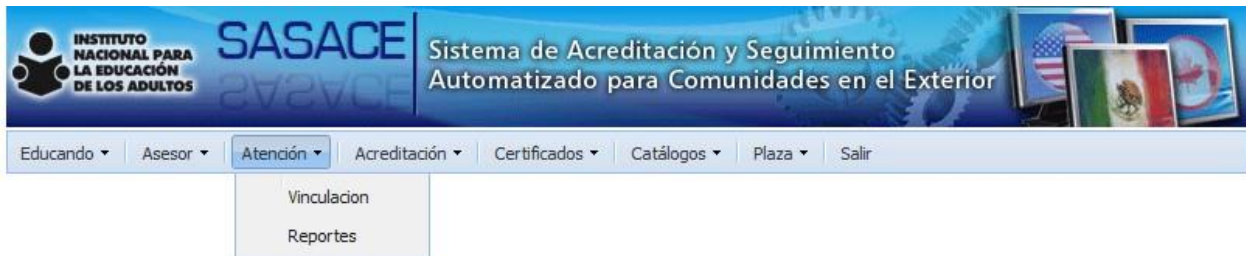 INSTITUTO
NACIONAL PARA
LA EDUCACIÓN
DE LOS ADULTOS
SASACE
Sistema de Acreditación y Seguimiento
Automatizado para Comunidades en el Exterior
Educando Asesor Atención Acreditación Certificados Catálogos Plaza Salir
Vinculacion
Reportes